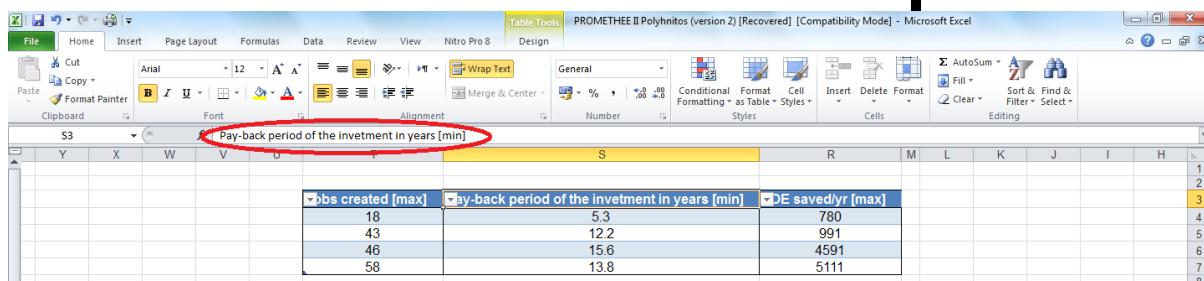 Table Tools PROMETHEE II Polyhnitos (version 2) [Recovered] [Compatibility Mode] - Microsoft Excel
File Home Insert Page Layout Formulas Data Review View Nitro Pro 8 Design
Cut
Copy
Format Painter
Paste
Clipboard
Arial 12 A A
B I U A
Font
Wrap Text
Merge & Center
Alignment
General
% , .0 .00 .00 .0
Number
Conditional Formatting Format as Table Cell Styles
Styles
Insert Delete Format
Cells
Σ AutoSum
Fill
Clear
Sort & Filter Find & Select
Editing
S3 Pay-back period of the invetment in years [min]
Y X W V U T S R M L K J I H
1
2
obs created [max] ay-back period of the invetment in years [min] OE saved/yr [max] 3
18 5.3 780 4
43 12.2 991 5
46 15.6 4591 6
58 13.8 5111 7